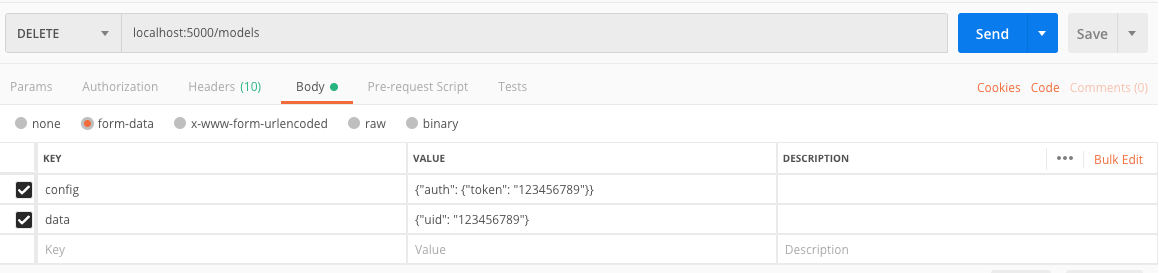 DELETE localhost:5000/models Send Save
Params Authorization Headers (10) Body Pre-request Script Tests Cookies Code Comments (0)
none form-data x-www-form-urlencoded raw binary
KEY VALUE DESCRIPTION ••• Bulk Edit
config {"auth": {"token": "123456789"}}
data {"uid": "123456789"}
Key Value Description